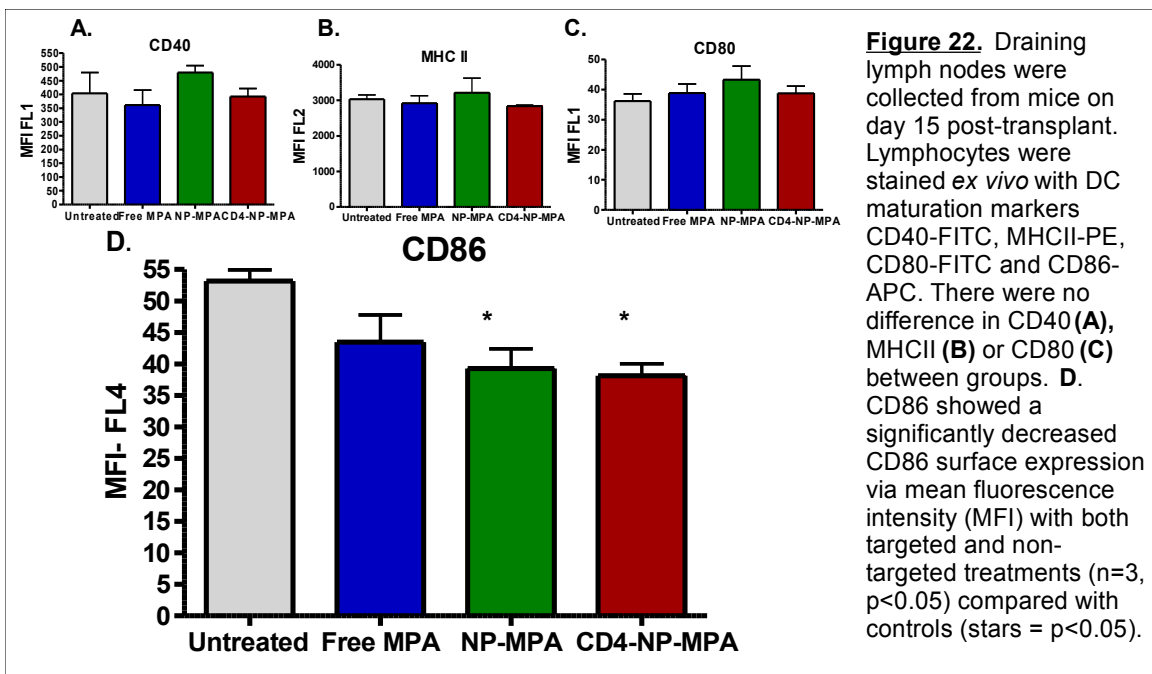 A.
CD40
MFI FL1
550
500
450
400
350
300
250
200
150
100
50
0
Untreated Free MPA NP-MPA CD4-NP-MPA
B.
MHC II
MFI FL2
4000
3000
2000
1000
0
Untreated Free MPA NP-MPA CD4-NP-MPA
C.
CD80
MFI FL1
50
40
30
20
10
0
Untreated Free MPA NP-MPA CD4-NP-MPA
D.
CD86
MFI- FL4
55
50
45
40
35
30
25
20
15
10
5
0
* *
Untreated Free MPA NP-MPA CD4-NP-MPA
Figure 22. Draining
lymph nodes were
collected from mice on
day 15 post-transplant.
Lymphocytes were
stained ex vivo with DC
maturation markers
CD40-FITC, MHCII-PE,
CD80-FITC and CD86-
APC. There were no
difference in CD40 (A),
MHCII (B) or CD80 (C)
between groups. D.
CD86 showed a
significantly decreased
CD86 surface expression
via mean fluorescence
intensity (MFI) with both
targeted and non-
targeted treatments (n=3,
p<0.05) compared with
controls (stars = p<0.05).